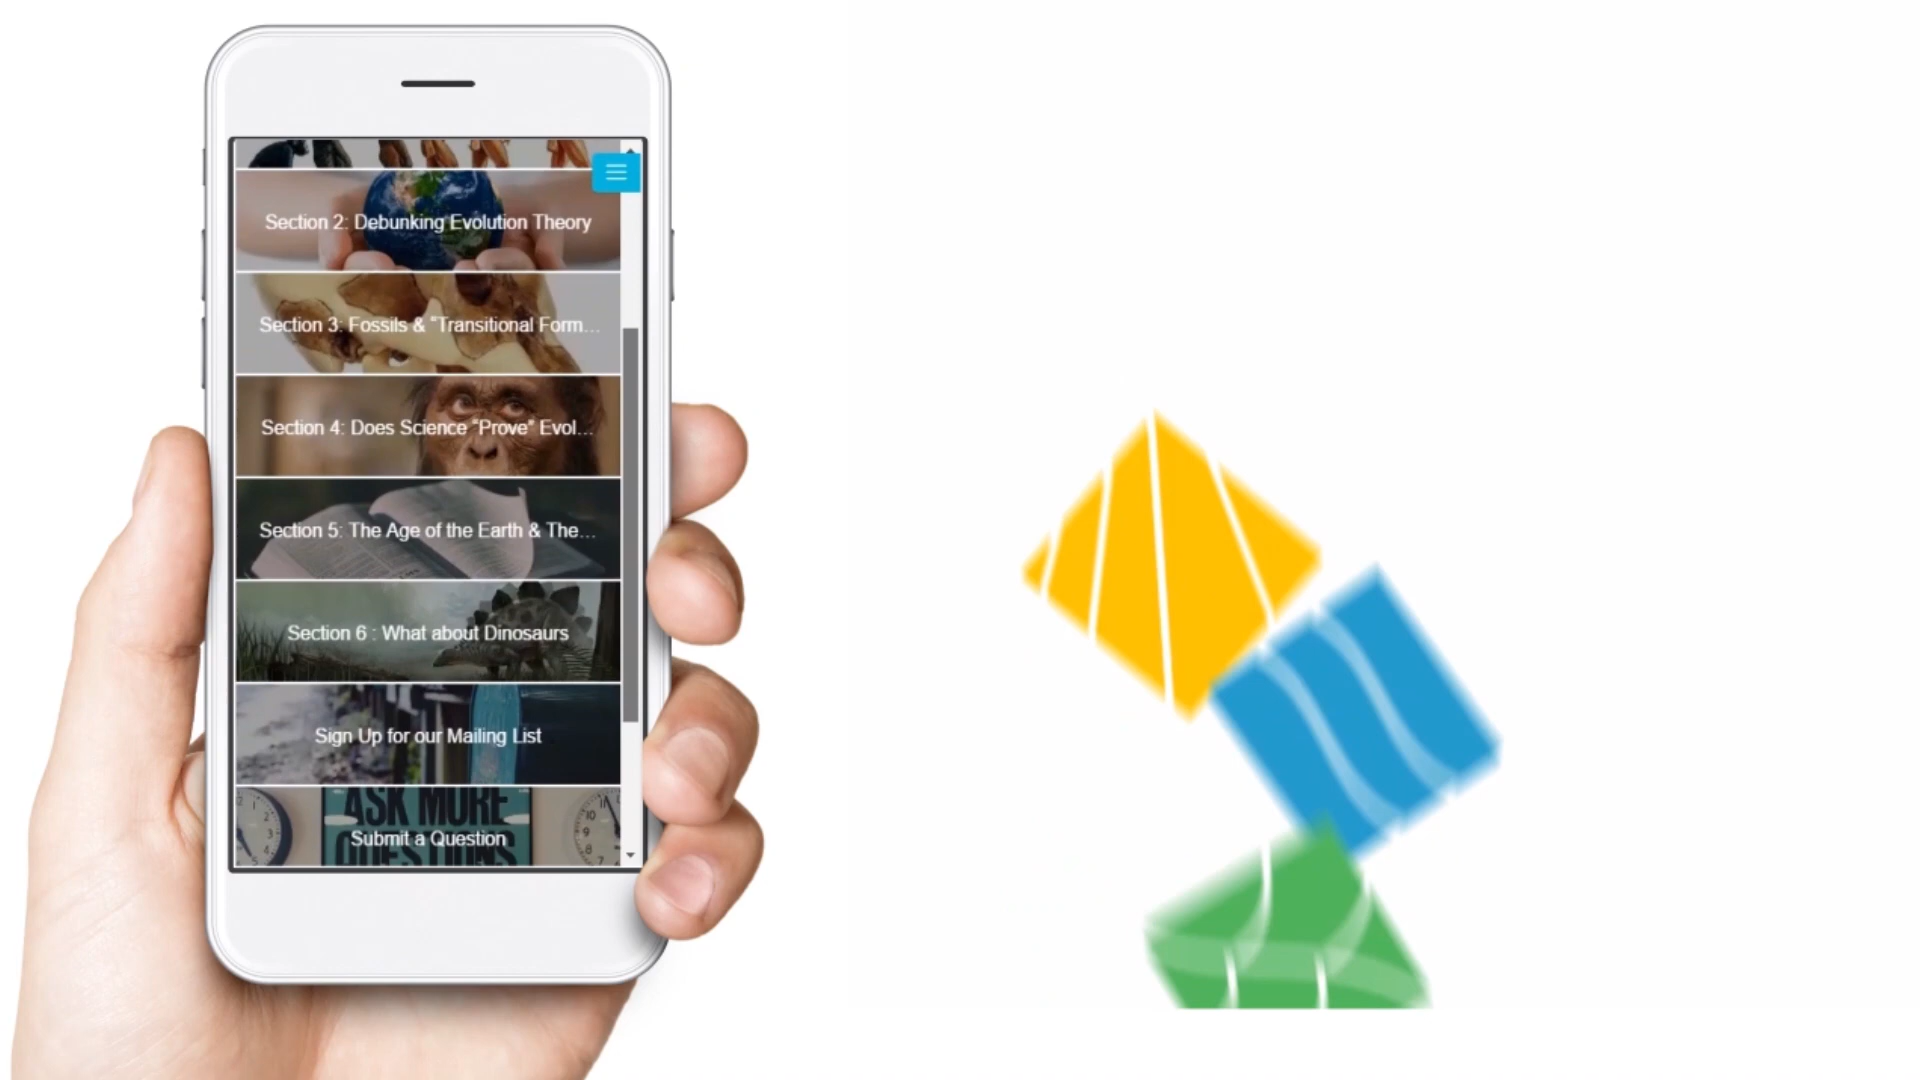 Section 2: Debunking Evolution Theory
Section 3: Fossils & “Transitional Form...
Section 4: Does Science “Prove” Evol...
Section 5: The Age of the Earth & The...
Section 6 : What about Dinosaurs
Sign Up for our Mailing List
ASK MORE
Submit a Question
QUESTIONS